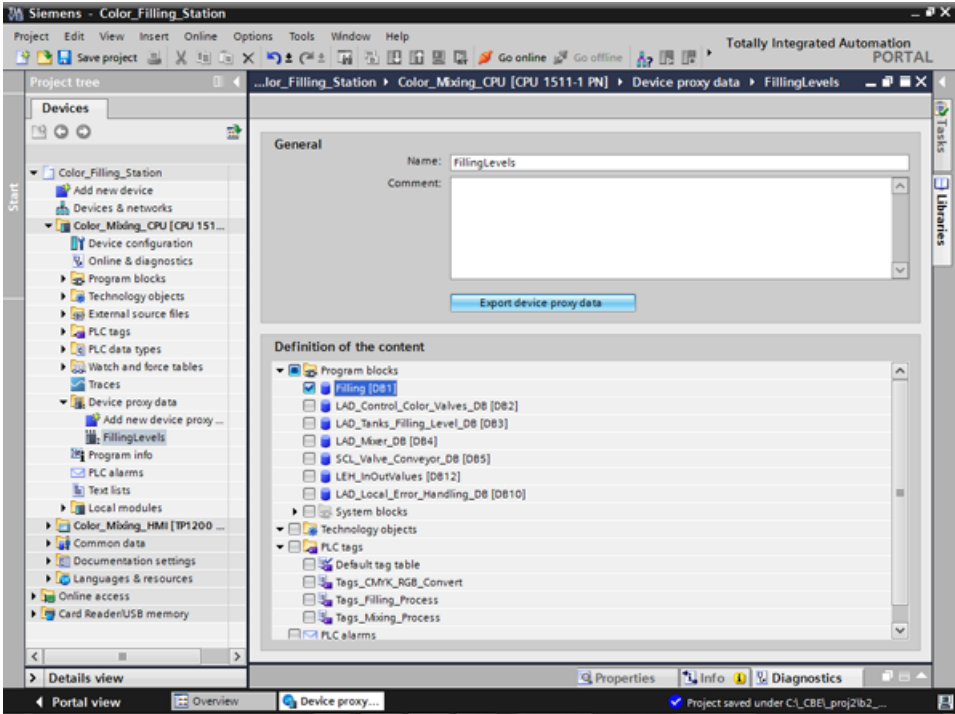 Siemens - Color_Filling_Station
Project Edit View Insert Online Options Tools Window Help
Totally Integrated Automation
PORTAL
Save project Go online Go offline
Project tree
...lor_Filling_Station Color_Mixing_CPU [CPU 1511-1 PN] Device proxy data FillingLevels
Devices
Start
Tasks
Libraries
Color_Filling_Station
Add new device
Devices & networks
Color_Mixing_CPU [CPU 151...
Device configuration
Online & diagnostics
Program blocks
Technology objects
External source files
PLC tags
PLC data types
Watch and force tables
Traces
Device proxy data
Add new device proxy ...
FillingLevels
Program info
PLC alarms
Text lists
Local modules
Color_Mixing_HMI [TP1200 ...
Common data
Documentation settings
Languages & resources
Online access
Card Reader/USB memory
General
Name: FillingLevels
Comment:
Export device proxy data
Definition of the content
Program blocks
Filling [DB1]
LAD_Control_Color_Valves_DB [DB2]
LAD_Tanks_Filling_Level_DB [DB3]
LAD_Mixer_DB [DB4]
SCL_Valve_Conveyor_DB [DB5]
LEH_InOutValues [DB12]
LAD_Local_Error_Handling_DB [DB10]
System blocks
Technology objects
PLC tags
Default tag table
Tags_CMYK_RGB_Convert
Tags_Filling_Process
Tags_Mixing_Process
PLC alarms
Details view
Properties Info Diagnostics
Portal view Overview Device proxy... Project saved under C:\_CBE\_proj2\b2_...